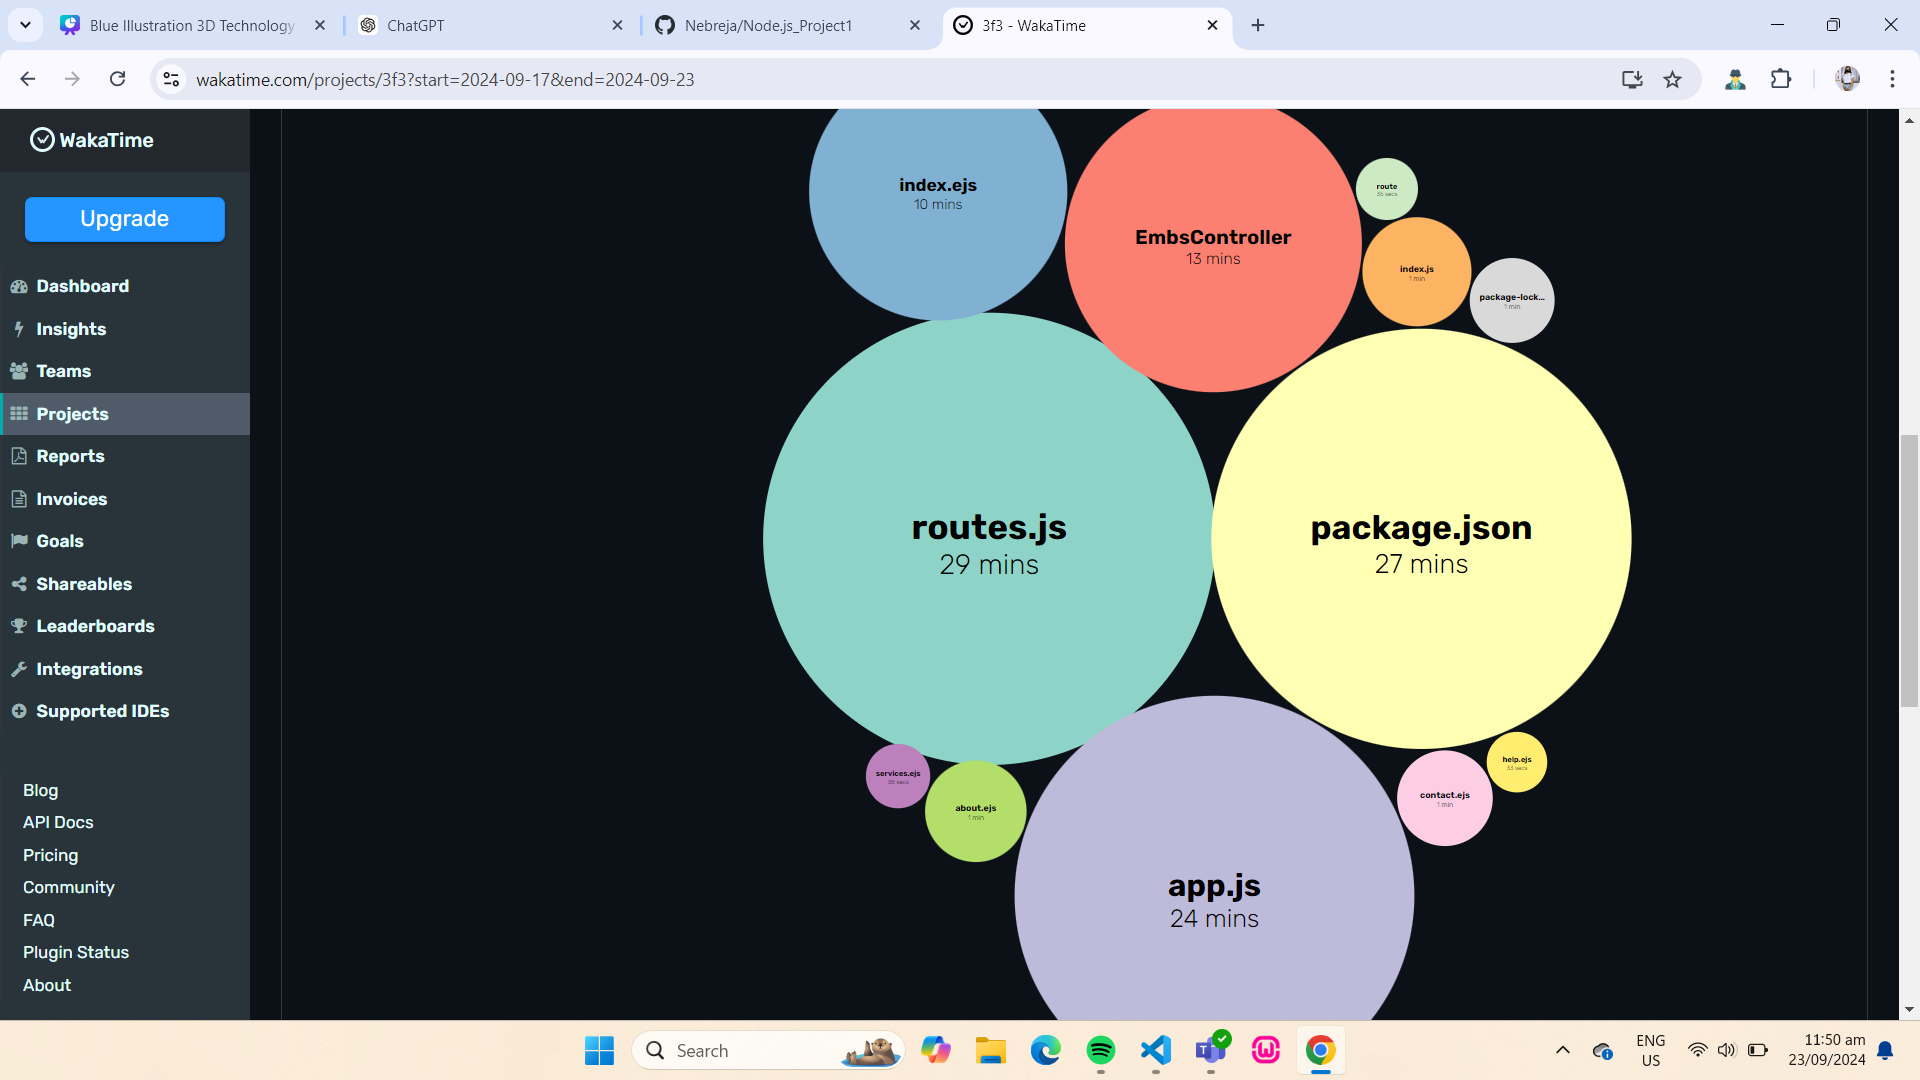 Blue Illustration 3D Technology
ChatGPT
Nebreja/Node.js_Project1
3f3 - WakaTime
wakatime.com/projects/3f3?start=2024-09-17&end=2024-09-23
WakaTime
Upgrade
Dashboard
Insights
Teams
Projects
Reports
Invoices
Goals
Shareables
Leaderboards
Integrations
Supported IDEs
Blog
API Docs
Pricing
Community
FAQ
Plugin Status
About
index.ejs
10 mins
EmbsController
13 mins
route
index.js
1 min
package-lock...
1 min
routes.js
29 mins
package.json
27 mins
services.ejs
about.ejs
1 min
contact.ejs
1 min
help.ejs
33 secs
app.js
24 mins
Search
ENG
US
11:50 am
23/09/2024